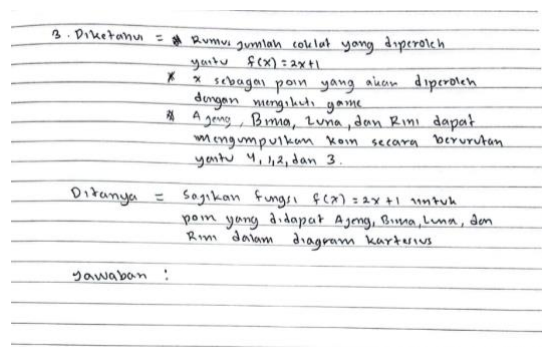 3. Diketahui = * Rumus jumlah coklat yang diperoleh
yaitu f(x) = 2x+1
* x sebagai poin yang akan diperoleh
dengan mengikuti game
* Ajeng, Bima, Luna, dan Rini dapat
mengumpulkan koin secara berurutan
yaitu 4, 1, 2, dan 3.
Ditanya = Sajikan fungsi f(x) = 2x +1 untuk
poin yang didapat Ajeng, Bima, Luna, dan
Rini dalam diagram kartesius
Jawaban :